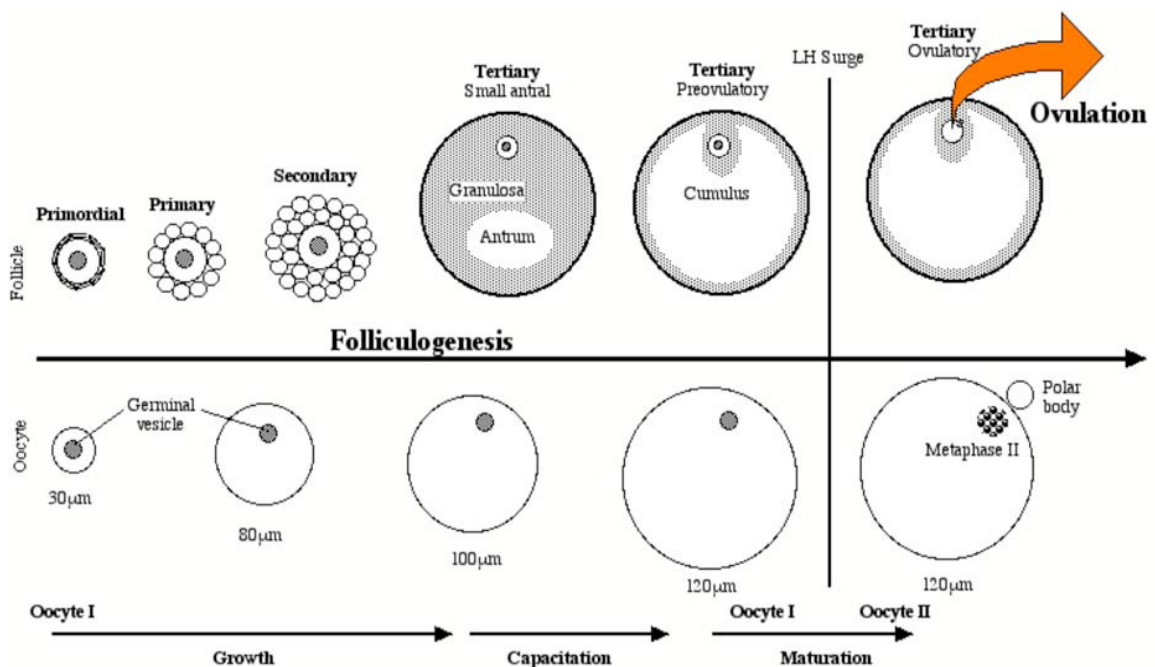 Tertiary
Ovulatory
LH Surge
Tertiary
Small antral
Tertiary
Preovulatory
Ovulation
Secondary
Primary
Primordial
Granulosa
Cumulus
Antrum
Follicle
Folliculogenesis
Germinal
vesicle
Polar
body
Metaphase II
Oocyte
30µm
80µm
100µm
120µm
120µm
Oocyte I
Oocyte I
Oocyte II
Growth
Capacitation
Maturation